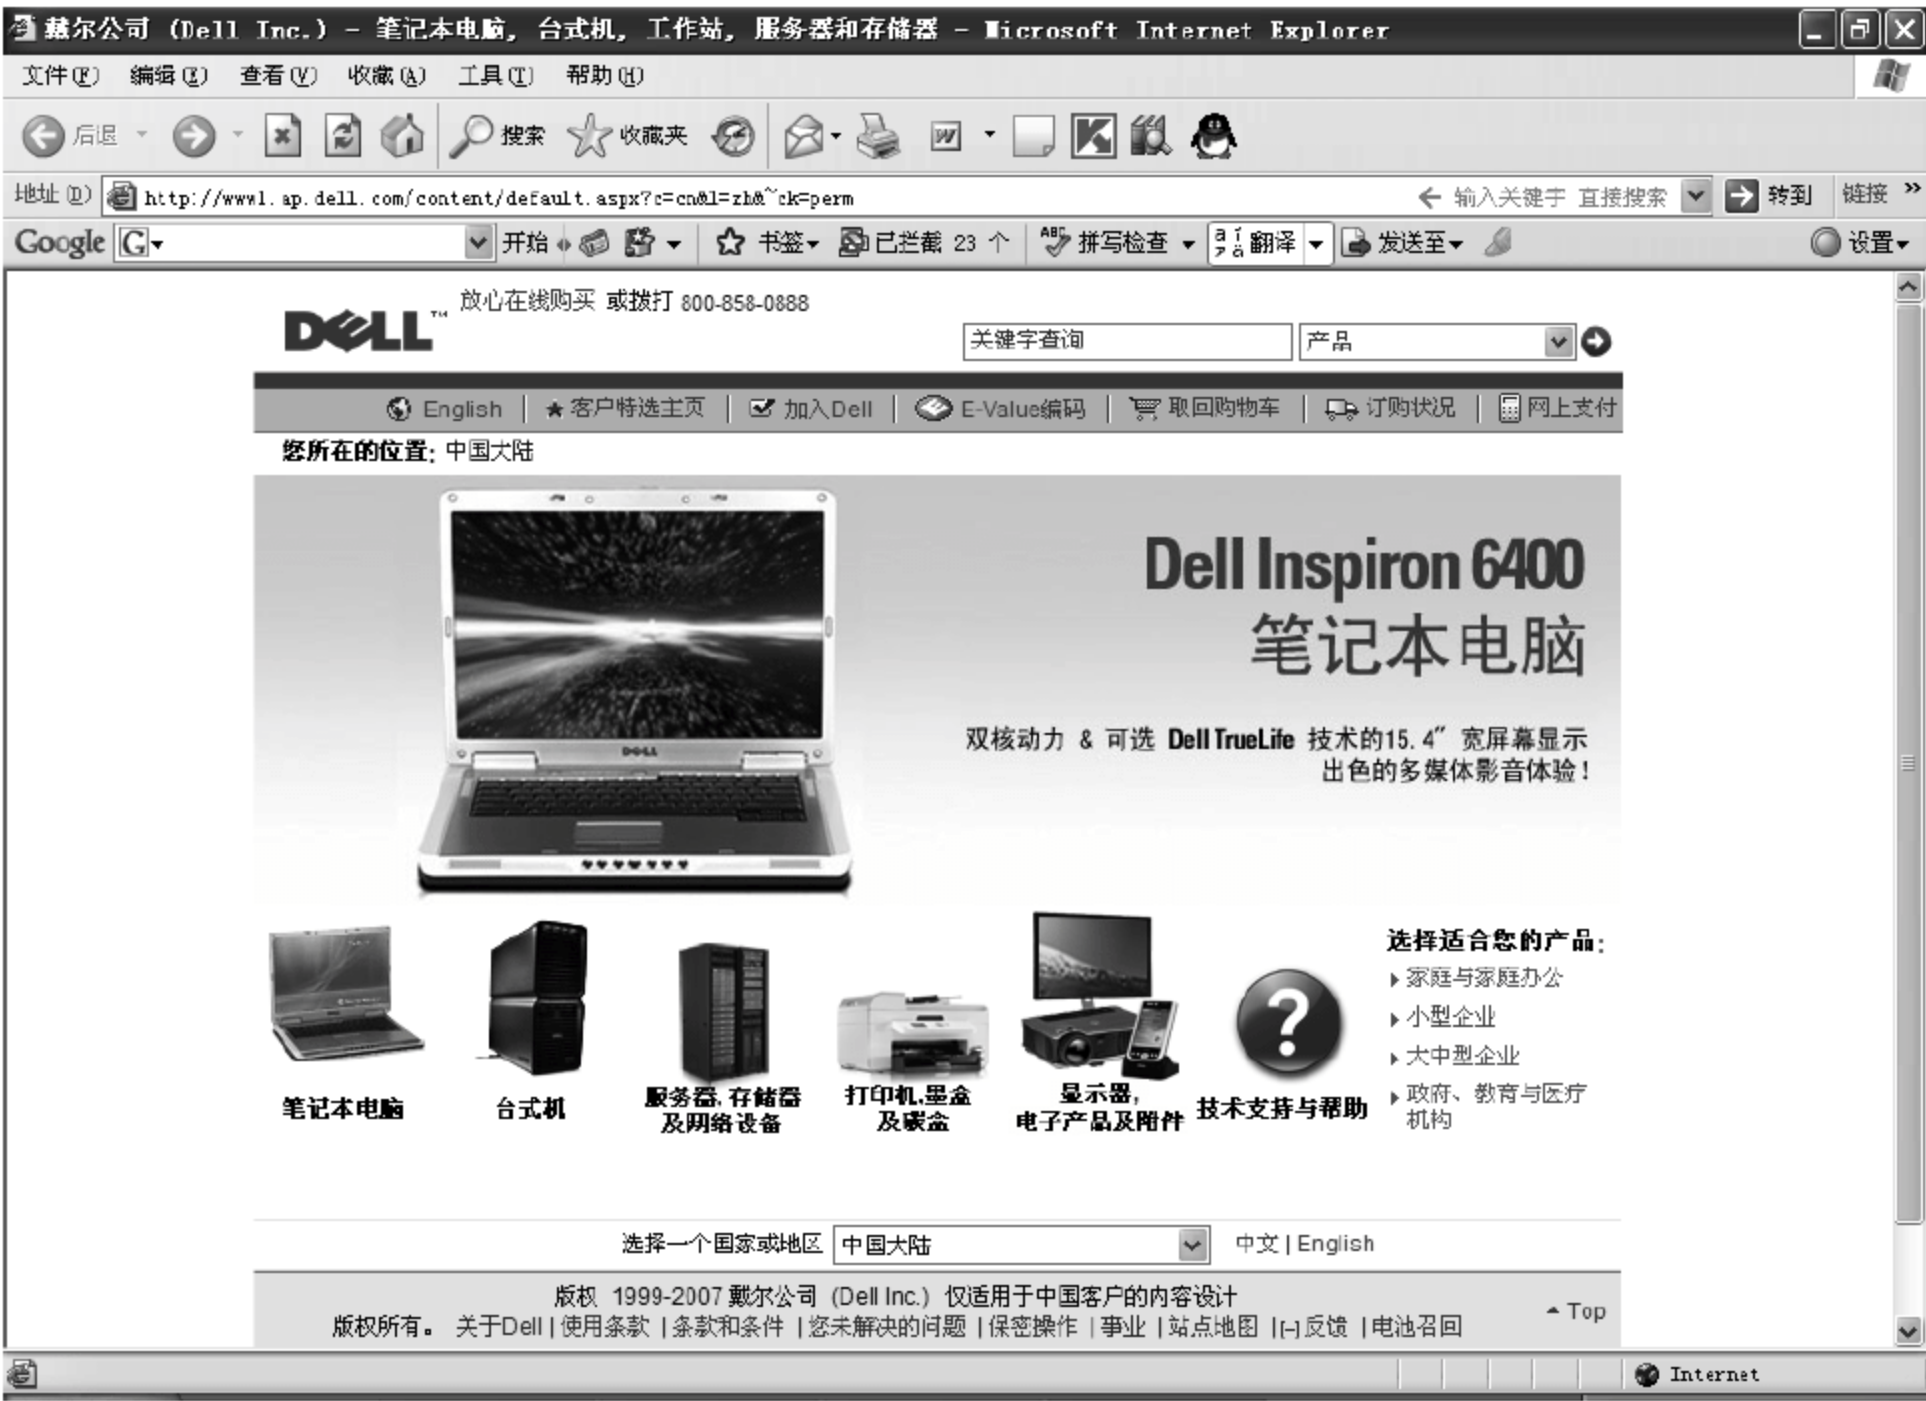 戴尔公司 (Dell Inc.) - 笔记本电脑, 台式机, 工作站, 服务器和存储器 - Microsoft Internet Explorer
文件(F) 编辑(E) 查看(V) 收藏(A) 工具(T) 帮助(H)
后退 搜索 收藏夹
地址(D) http://www1.ap.dell.com/content/default.aspx?c=cn&l=zh&~ck=perm 输入关键字 直接搜索 转到 链接 »
Google G 开始 书签 已拦截 23 个 ABC 拼写检查 翻译 发送至 设置
DELL™ 放心在线购买 或拨打 800-858-0888
关键字查询 产品
English | 客户特选主页 | 加入Dell | E-Value编码 | 取回购物车 | 订购状况 | 网上支付
您所在的位置: 中国大陆
Dell Inspiron 6400
笔记本电脑
双核动力 & 可选 Dell TrueLife 技术的15.4" 宽屏幕显示
出色的多媒体影音体验!
DELL
笔记本电脑
台式机
服务器,存储器
及网络设备
打印机,墨盒
及碳盒
显示器,
电子产品及附件
技术支持与帮助
选择适合您的产品:
家庭与家庭办公
小型企业
大中型企业
政府、教育与医疗
机构
选择一个国家或地区 中国大陆 中文 | English
版权 1999-2007 戴尔公司 (Dell Inc.) 仅适用于中国客户的内容设计
版权所有。 关于Dell | 使用条款 | 条款和条件 | 您未解决的问题 | 保密操作 | 事业 | 站点地图 | [-]反馈 | 电池召回
Top
Internet